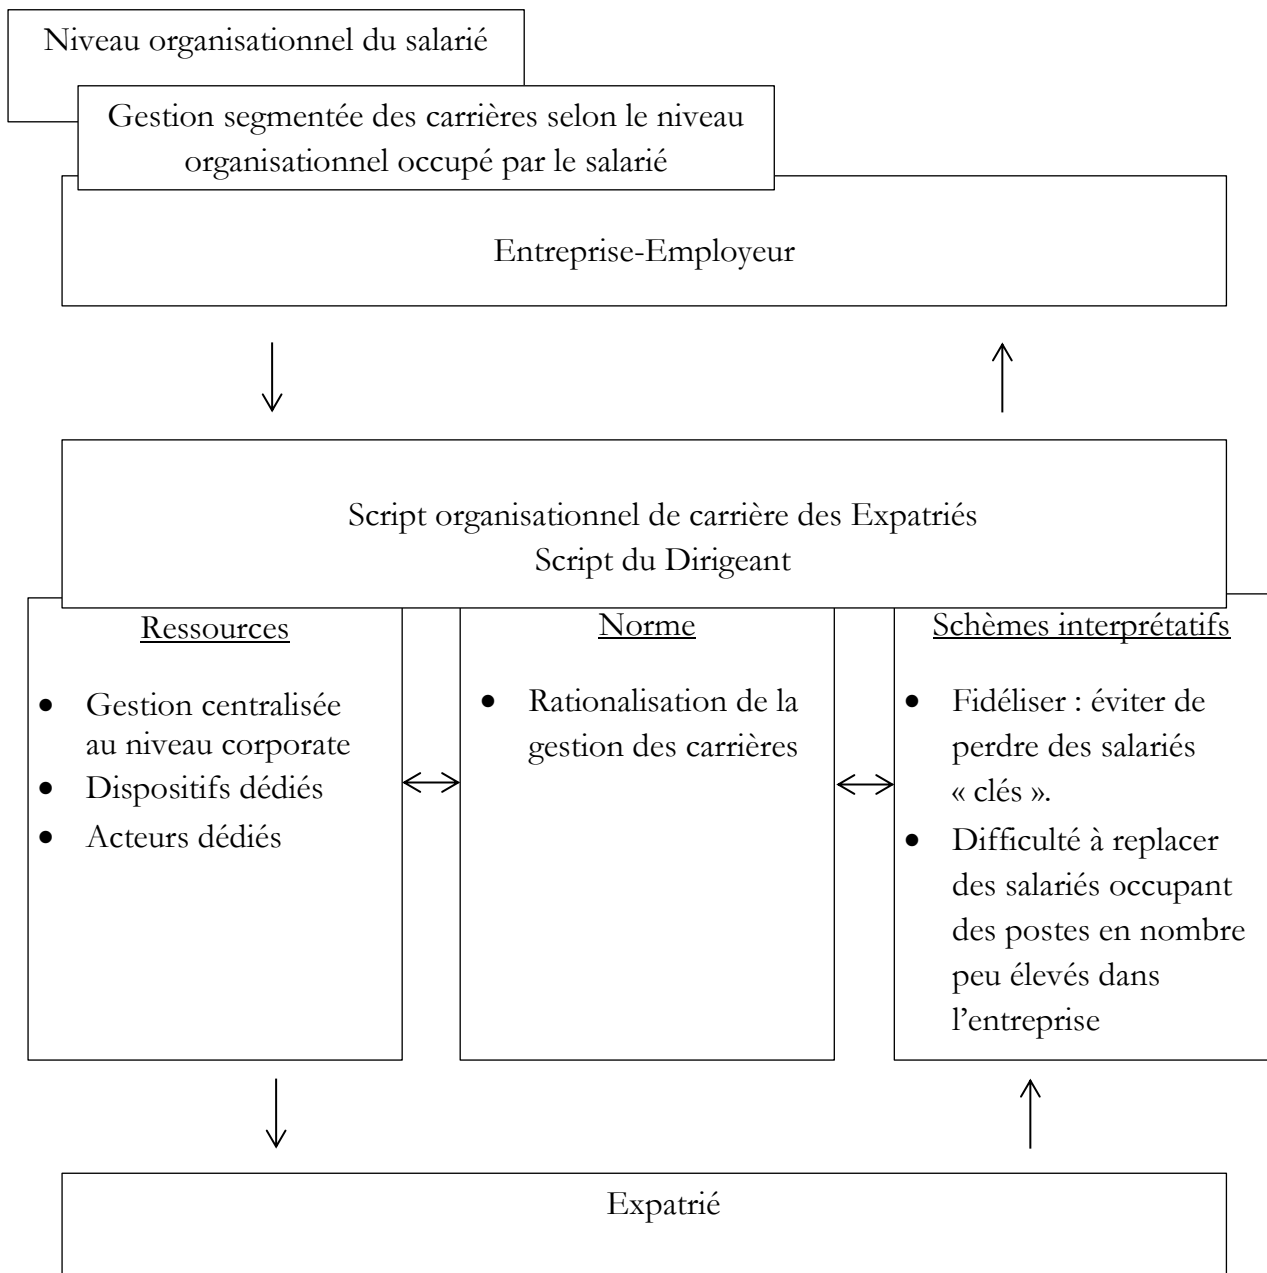 Niveau organisationnel du salarié
Gestion segmentée des carrières selon le niveau
organisationnel occupé par le salarié
Entreprise-Employeur
Script organisationnel de carrière des Expatriés
Script du Dirigeant
Ressources
• Gestion centralisée
au niveau corporate
• Dispositifs dédiés
• Acteurs dédiés
Norme
• Rationalisation de la
gestion des carrières
Schèmes interprétatifs
• Fidéliser : éviter de
perdre des salariés
« clés ».
• Difficulté à replacer
des salariés occupant
des postes en nombre
peu élevés dans
l’entreprise
Expatrié